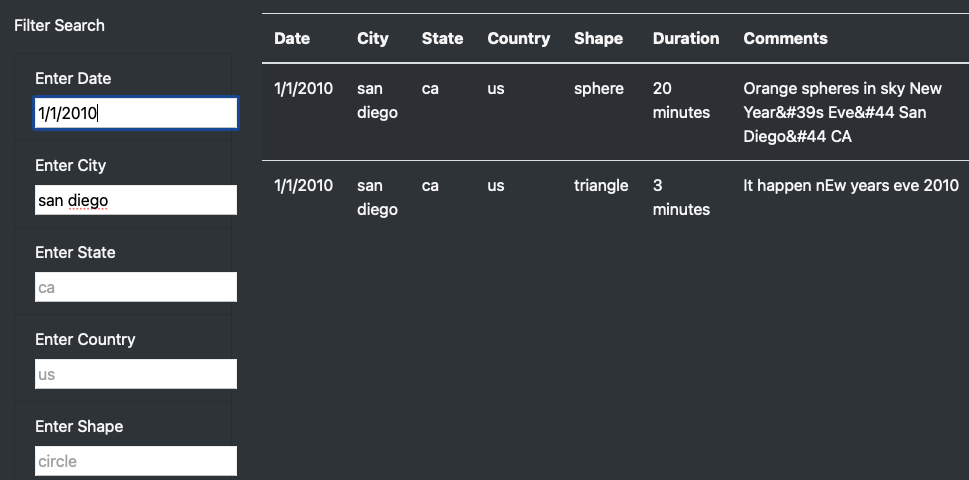 Filter Search
Enter Date
1/1/2010
Enter City
san diego
Enter State
ca
Enter Country
us
Enter Shape
circle
Date City State Country Shape Duration Comments
1/1/2010 san ca us sphere 20 Orange spheres in sky New
diego minutes Year&#39s Eve&#44 San
Diego&#44 CA
1/1/2010 san ca us triangle 3 It happen nEw years eve 2010
diego minutes